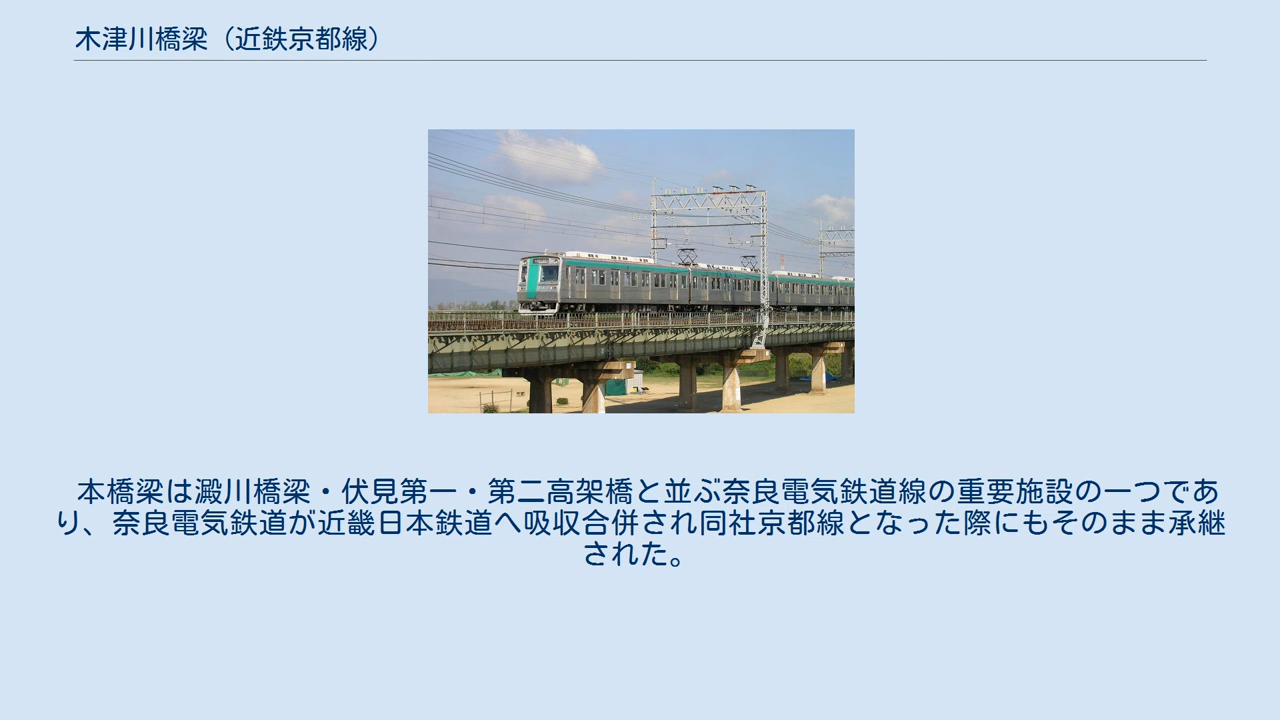 木津川橋梁（近鉄京都線）
本橋梁は澱川橋梁・伏見第一・第二高架橋と並ぶ奈良電気鉄道線の重要施設の一つであ
り、奈良電気鉄道が近畿日本鉄道へ吸収合併され同社京都線となった際にもそのまま承継
された。